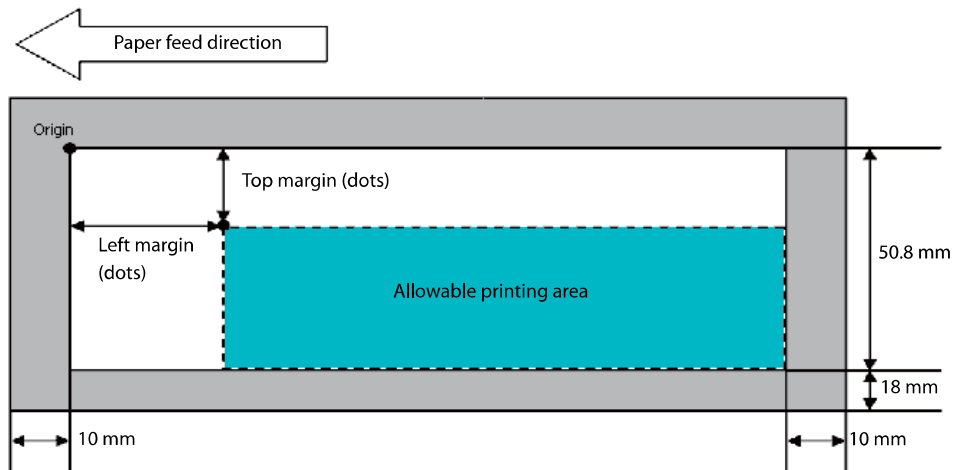 Paper feed direction
Origin
Top margin (dots)
Left margin
(dots)
50.8 mm
Allowable printing area
18 mm
10 mm
10 mm